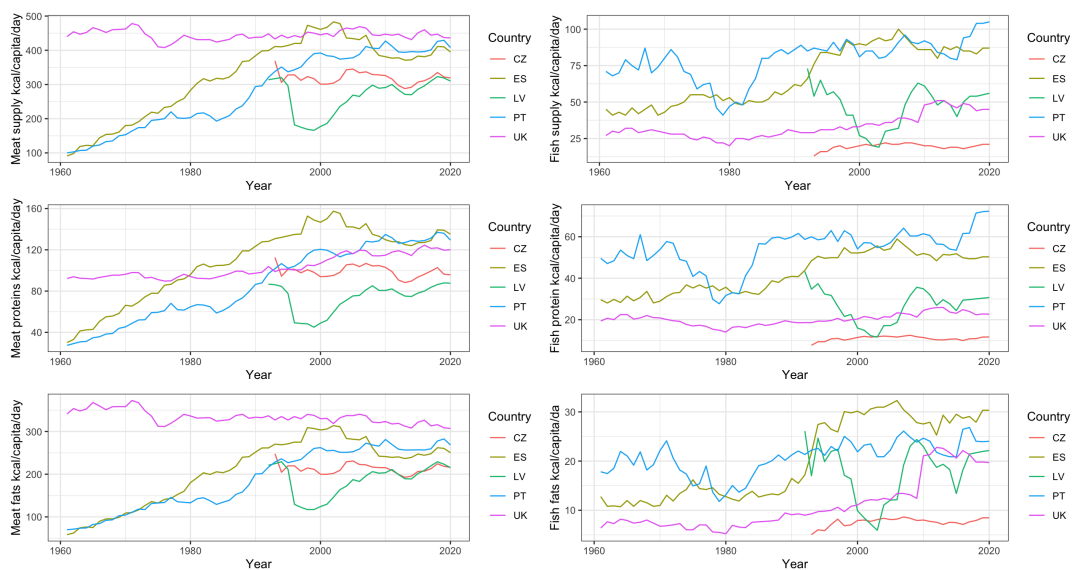 Meat supply kcal/capita/day
500
400
300
200
100
1960
1980
2000
2020
Year
Country
CZ
ES
LV
PT
UK
Fish supply kcal/capita/day
100
75
50
25
1960
1980
2000
2020
Year
Country
CZ
ES
LV
PT
UK
Meat proteins kcal/capita/day
160
120
80
40
1960
1980
2000
2020
Year
Country
CZ
ES
LV
PT
UK
Fish protein kcal/capita/day
60
40
20
1960
1980
2000
2020
Year
Country
CZ
ES
LV
PT
UK
Meat fats kcal/capita/day
300
200
100
1960
1980
2000
2020
Year
Country
CZ
ES
LV
PT
UK
Fish fats kcal/capita/da
30
20
10
1960
1980
2000
2020
Year
Country
CZ
ES
LV
PT
UK